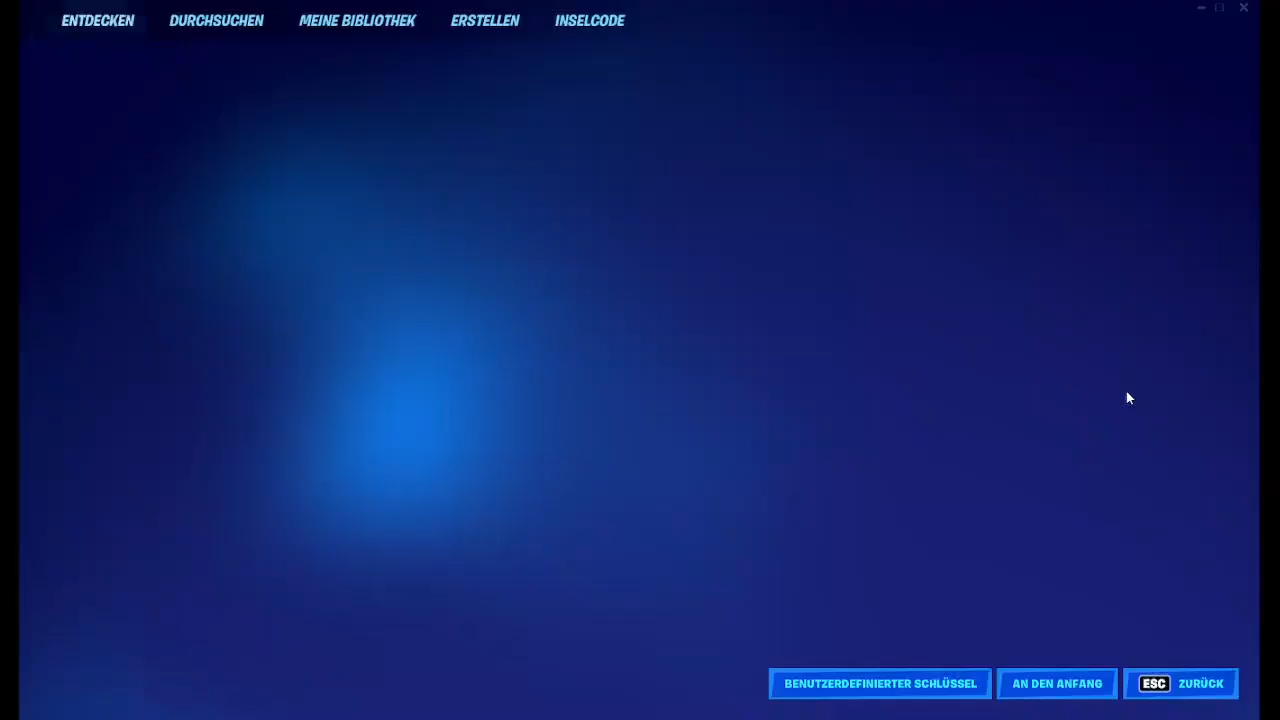 ENTDECKEN DURCHSUCHEN MEINE BIBLIOTHEK ERSTELLEN INSELCODE
BENUTZERDEFINIERTER SCHLÜSSEL AN DEN ANFANG ESC ZURÜCK